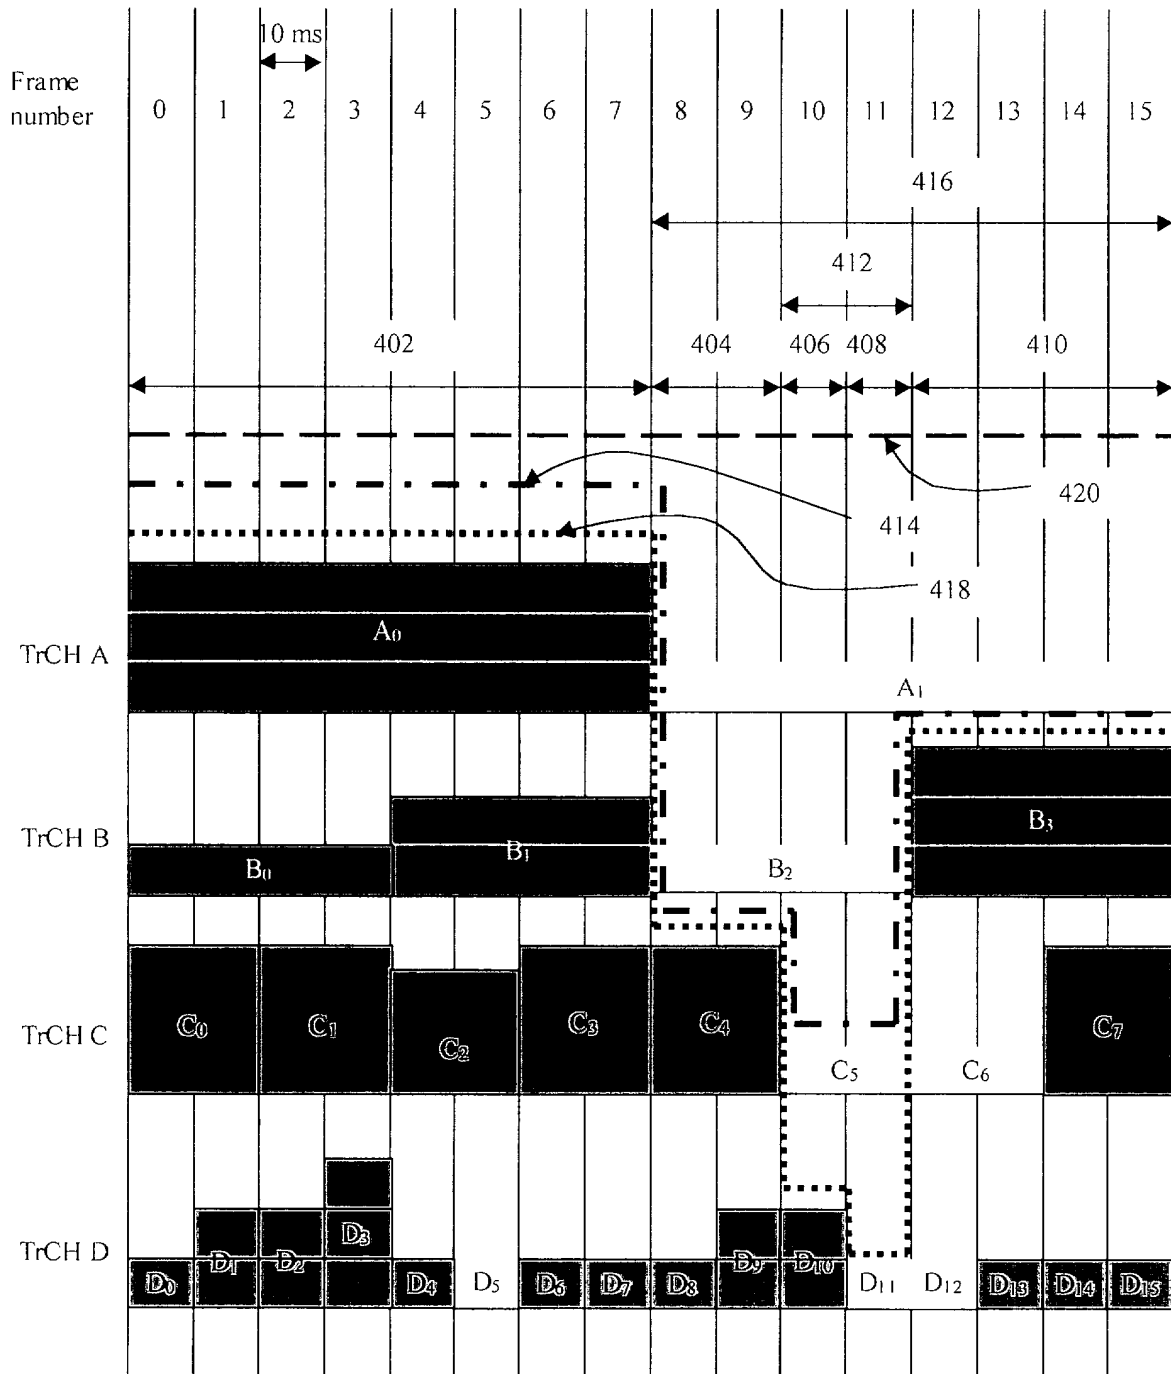 10 ms
Frame
number
0 1 2 3 4 5 6 7 8 9 10 11 12 13 14 15
416
412
402 404 406 408 410
420
414
418
TrCH A
A0
A1
TrCH B
B0 B1 B2 B3
TrCH C
C0 C1 C2 C3 C4 C5 C6 C7
TrCH D
D0 D1 D2 D3 D4 D5 D6 D7 D8 D9 D10 D11 D12 D13 D14 D15